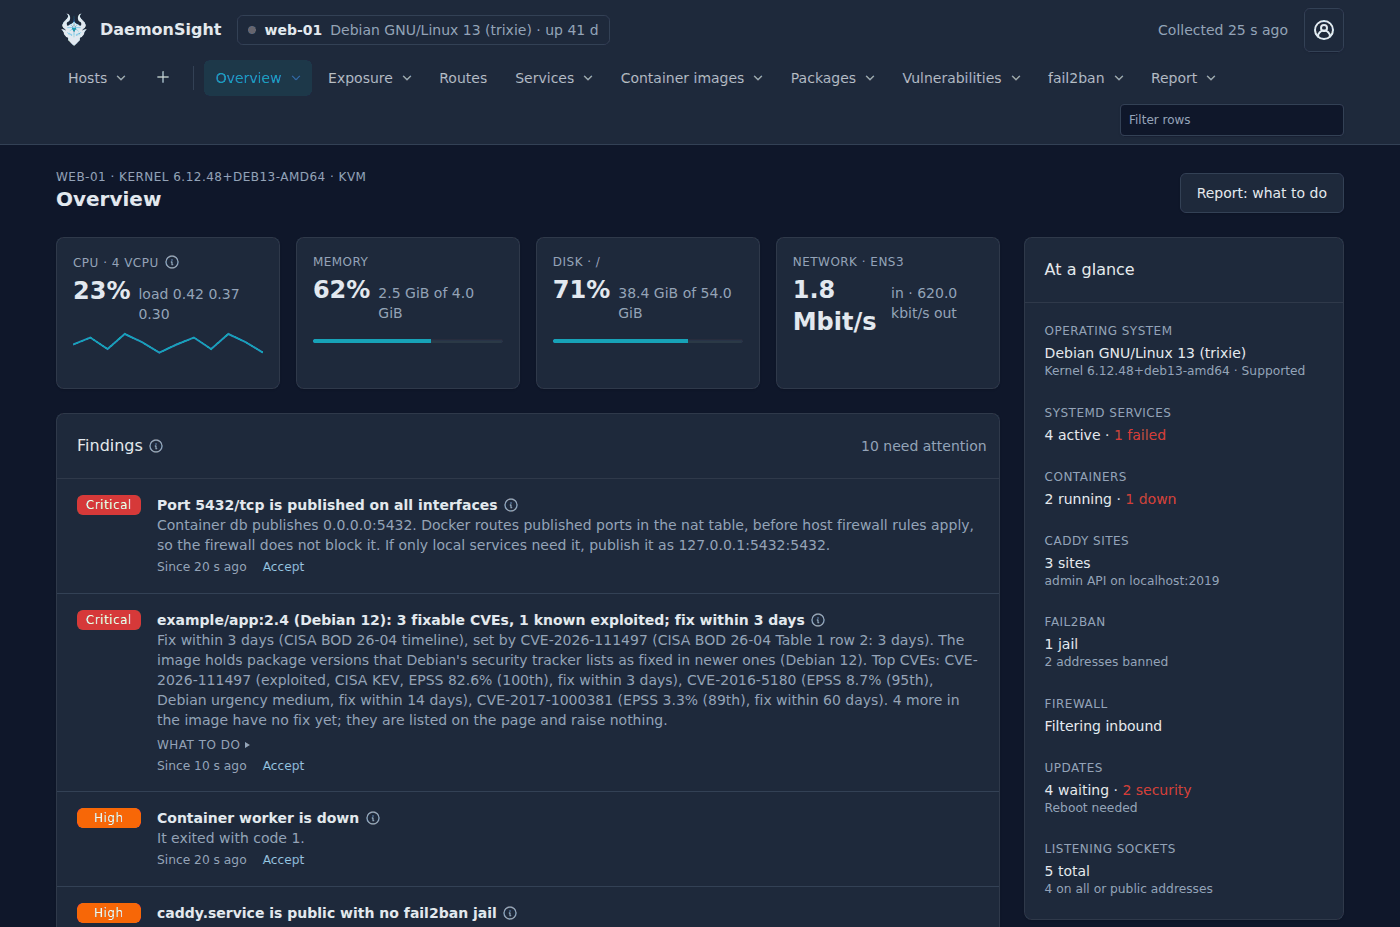 DaemonSight
web-01 Debian GNU/Linux 13 (trixie) · up 41 d
Collected 25 s ago
Hosts
+
Overview
Exposure
Routes
Services
Container images
Packages
Vulnerabilities
fail2ban
Report
Filter rows
WEB-01 · KERNEL 6.12.48+DEB13-AMD64 · KVM
Overview
Report: what to do
CPU · 4 VCPU
23% load 0.42 0.37
0.30
MEMORY
62% 2.5 GiB of 4.0
GiB
DISK · /
71% 38.4 GiB of 54.0
GiB
NETWORK · ENS3
1.8 in · 620.0
Mbit/s kbit/s out
Findings
10 need attention
Critical
Port 5432/tcp is published on all interfaces
Container db publishes 0.0.0.0:5432. Docker routes published ports in the nat table, before host firewall rules apply,
so the firewall does not block it. If only local services need it, publish it as 127.0.0.1:5432:5432.
Since 20 s ago Accept
Critical
example/app:2.4 (Debian 12): 3 fixable CVEs, 1 known exploited; fix within 3 days
Fix within 3 days (CISA BOD 26-04 timeline), set by CVE-2026-111497 (CISA BOD 26-04 Table 1 row 2: 3 days). The
image holds package versions that Debian's security tracker lists as fixed in newer ones (Debian 12). Top CVEs: CVE-
2026-111497 (exploited, CISA KEV, EPSS 82.6% (100th), fix within 3 days), CVE-2016-5180 (EPSS 8.7% (95th),
Debian urgency medium, fix within 14 days), CVE-2017-1000381 (EPSS 3.3% (89th), fix within 60 days). 4 more in
the image have no fix yet; they are listed on the page and raise nothing.
WHAT TO DO
Since 10 s ago Accept
High
Container worker is down
It exited with code 1.
Since 20 s ago Accept
High
caddy.service is public with no fail2ban jail
At a glance
OPERATING SYSTEM
Debian GNU/Linux 13 (trixie)
Kernel 6.12.48+deb13-amd64 · Supported
SYSTEMD SERVICES
4 active · 1 failed
CONTAINERS
2 running · 1 down
CADDY SITES
3 sites
admin API on localhost:2019
FAIL2BAN
1 jail
2 addresses banned
FIREWALL
Filtering inbound
UPDATES
4 waiting · 2 security
Reboot needed
LISTENING SOCKETS
5 total
4 on all or public addresses